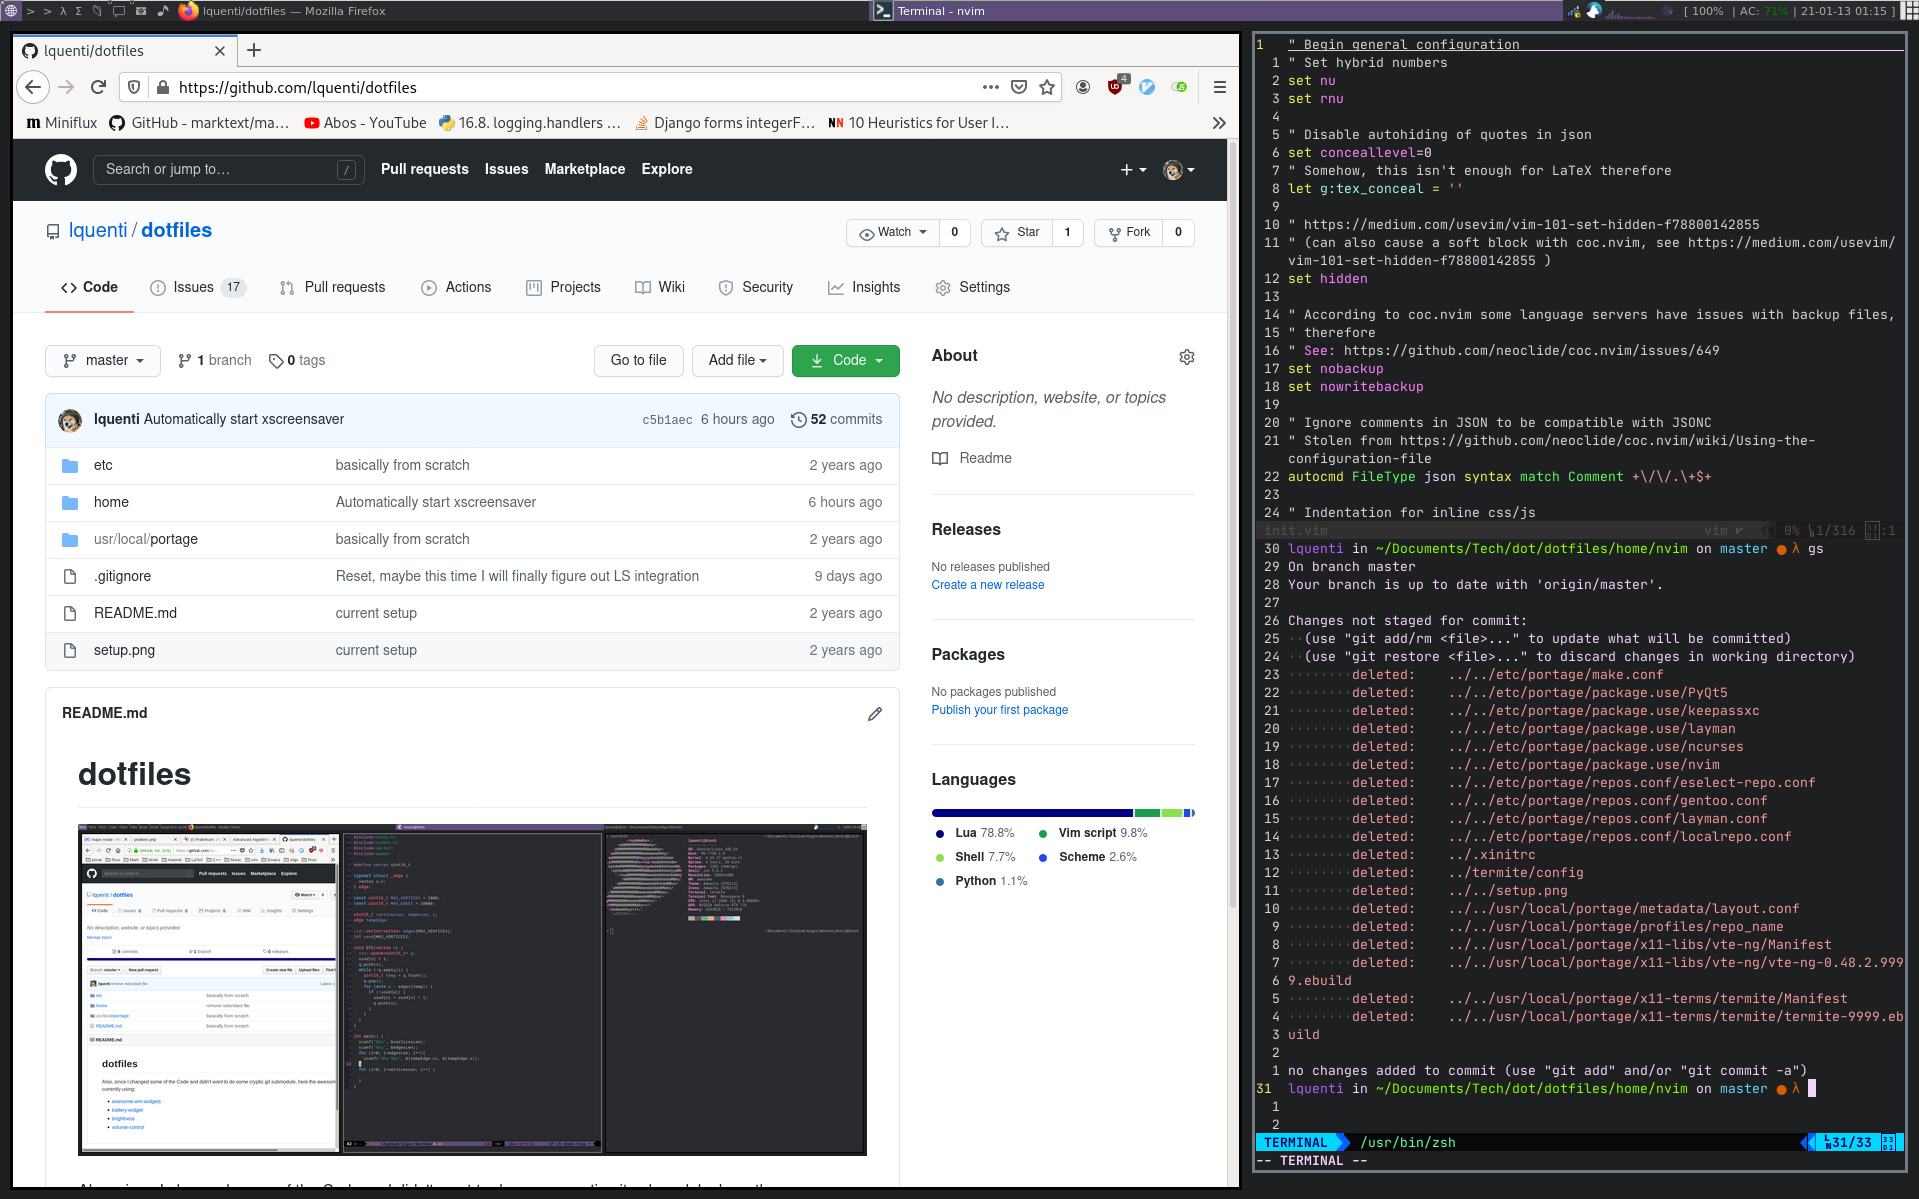 > > λ Σ lquenti/dotfiles — Mozilla Firefox
Terminal - nvim
[ 100% | AC: 71% | 21-01-13 01:15 ]
lquenti/dotfiles
https://github.com/lquenti/dotfiles
4
Miniflux GitHub - marktext/ma… Abos - YouTube 16.8. logging.handlers … Django forms integerF… 10 Heuristics for User I…
Search or jump to… / Pull requests Issues Marketplace Explore
lquenti / dotfiles
Watch 0 Star 1 Fork 0
Code Issues 17 Pull requests Actions Projects Wiki Security Insights Settings
master 1 branch 0 tags Go to file Add file Code
lquenti Automatically start xscreensaver c5b1aec 6 hours ago 52 commits
etc basically from scratch 2 years ago
home Automatically start xscreensaver 6 hours ago
usr/local/portage basically from scratch 2 years ago
.gitignore Reset, maybe this time I will finally figure out LS integration 9 days ago
README.md current setup 2 years ago
setup.png current setup 2 years ago
README.md
dotfiles
lquenti / dotfiles
dotfiles
awesome-wm-widgets
battery-widget
brightness
volume-control
About
No description, website, or topics
provided.
Readme
Releases
No releases published
Create a new release
Packages
No packages published
Publish your first package
Languages
Lua 78.8% Vim script 9.8%
Shell 7.7% Scheme 2.6%
Python 1.1%
1 " Begin general configuration
1 " Set hybrid numbers
2 set nu
3 set rnu
4
5 " Disable autohiding of quotes in json
6 set conceallevel=0
7 " Somehow, this isn't enough for LaTeX therefore
8 let g:tex_conceal = ''
9
10 " https://medium.com/usevim/vim-101-set-hidden-f78800142855
11 " (can also cause a soft block with coc.nvim, see https://medium.com/usevim/
vim-101-set-hidden-f78800142855 )
12 set hidden
13
14 " According to coc.nvim some language servers have issues with backup files,
15 " therefore
16 " See: https://github.com/neoclide/coc.nvim/issues/649
17 set nobackup
18 set nowritebackup
19
20 " Ignore comments in JSON to be compatible with JSONC
21 " Stolen from https://github.com/neoclide/coc.nvim/wiki/Using-the-
configuration-file
22 autocmd FileType json syntax match Comment +\/\/.\+$+
23
24 " Indentation for inline css/js
init.vim vim 0% 1/316 :1
30 lquenti in ~/Documents/Tech/dot/dotfiles/home/nvim on master ● λ gs
29 On branch master
28 Your branch is up to date with 'origin/master'.
27
26 Changes not staged for commit:
25 (use "git add/rm <file>..." to update what will be committed)
24 (use "git restore <file>..." to discard changes in working directory)
23 deleted: ../../etc/portage/make.conf
22 deleted: ../../etc/portage/package.use/PyQt5
21 deleted: ../../etc/portage/package.use/keepassxc
20 deleted: ../../etc/portage/package.use/layman
19 deleted: ../../etc/portage/package.use/ncurses
18 deleted: ../../etc/portage/package.use/nvim
17 deleted: ../../etc/portage/repos.conf/eselect-repo.conf
16 deleted: ../../etc/portage/repos.conf/gentoo.conf
15 deleted: ../../etc/portage/repos.conf/layman.conf
14 deleted: ../../etc/portage/repos.conf/localrepo.conf
13 deleted: ../.xinitrc
12 deleted: ../termite/config
11 deleted: ../../setup.png
10 deleted: ../../usr/local/portage/metadata/layout.conf
9 deleted: ../../usr/local/portage/profiles/repo_name
8 deleted: ../../usr/local/portage/x11-libs/vte-ng/Manifest
7 deleted: ../../usr/local/portage/x11-libs/vte-ng/vte-ng-0.48.2.999
6 9.ebuild
5 deleted: ../../usr/local/portage/x11-terms/termite/Manifest
4 deleted: ../../usr/local/portage/x11-terms/termite/termite-9999.eb
3 uild
2
1 no changes added to commit (use "git add" and/or "git commit -a")
31 lquenti in ~/Documents/Tech/dot/dotfiles/home/nvim on master ● λ
1
2
TERMINAL /usr/bin/zsh 31/33
-- TERMINAL --